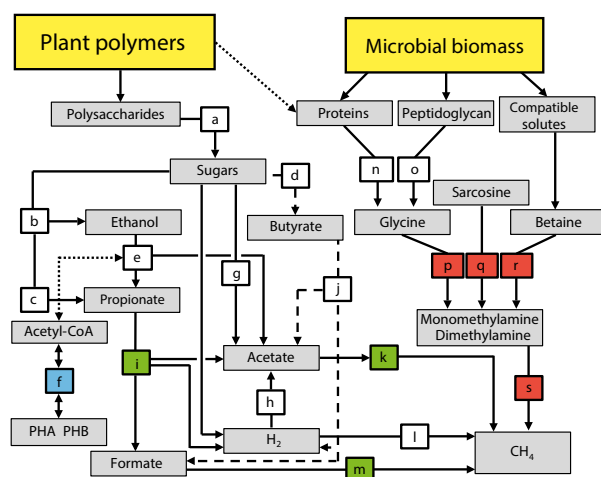 Plant polymers
Microbial biomass
Polysaccharides
a
Proteins
Peptidoglycan
Compatible
solutes
Sugars
d
n
o
Sarcosine
b
Ethanol
Butyrate
Glycine
Betaine
e
g
p
q
r
c
Propionate
j
Acetyl-CoA
Monomethylamine
Dimethylamine
i
Acetate
k
f
h
s
PHA PHB
H₂
l
CH₄
Formate
m